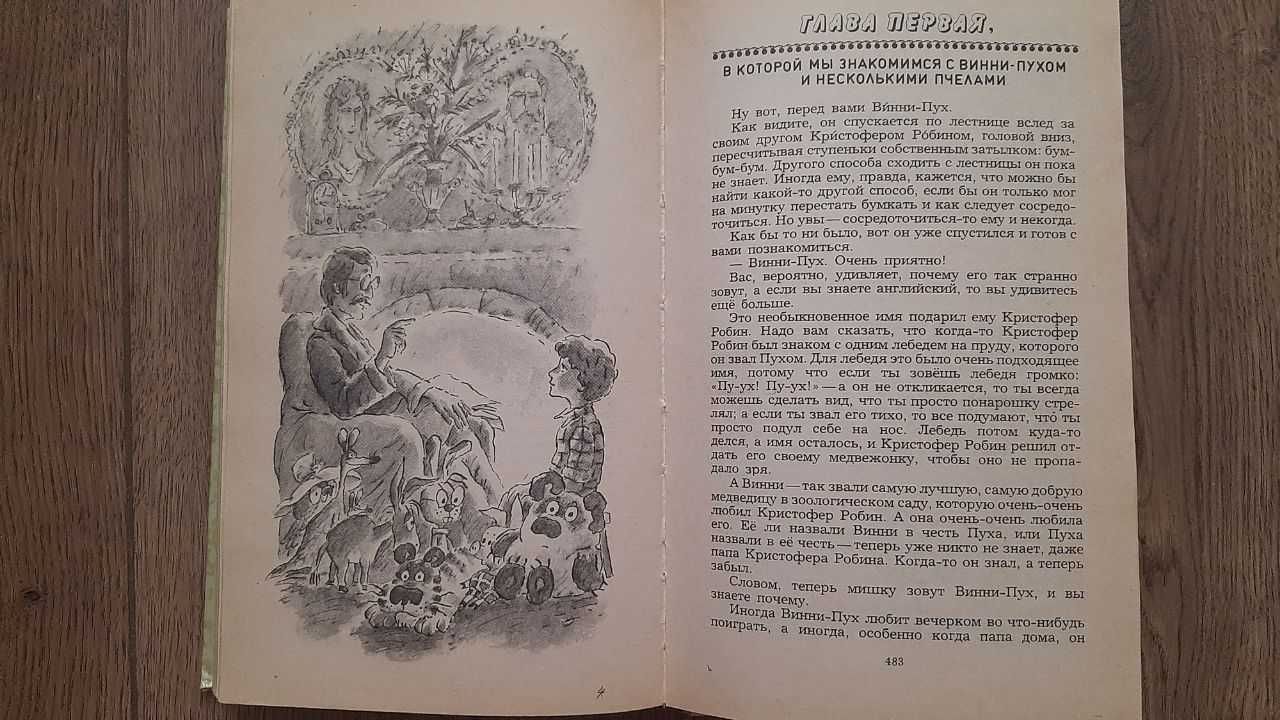 ГЛАВА ПЕРВАЯ,
В КОТОРОЙ МЫ ЗНАКОМИМСЯ С ВИННИ-ПУХОМ
И НЕСКОЛЬКИМИ ПЧЕЛАМИ
Ну вот, перед вами Ви́нни-Пух.
Как видите, он спускается по лестнице вслед за
своим другом Кри́стофером Ро́бином, головой вниз,
пересчитывая ступеньки собственным затылком: бум-
бум-бум. Другого способа сходить с лестницы он пока
не знает. Иногда ему, правда, кажется, что можно бы
найти какой-то другой способ, если бы он только мог
на минутку перестать бумкать и как следует сосредо-
точиться. Но увы — сосредоточиться-то ему и некогда.
Как бы то ни было, вот он уже спустился и готов с
вами познакомиться.
— Винни-Пух. Очень приятно!
Вас, вероятно, удивляет, почему его так странно
зовут, а если вы знаете английский, то вы удивитесь
ещё больше.
Это необыкновенное имя подарил ему Кристофер
Робин. Надо вам сказать, что когда-то Кристофер
Робин был знаком с одним лебедем на пруду, которого
он звал Пухом. Для лебедя это было очень подходящее
имя, потому что если ты зовёшь лебедя громко:
«Пу-ух! Пу-ух!» — а он не откликается, то ты всегда
можешь сделать вид, что ты просто понарошку стре-
лял; а если ты звал его тихо, то все подумают, что́ ты
просто подул себе на нос. Лебедь потом куда-то
делся, а имя осталось, и Кристофер Робин решил от-
дать его своему медвежонку, чтобы оно не пропа-
дало зря.
А Винни — так звали самую лучшую, самую добрую
медведицу в зоологическом саду, которую очень-очень
любил Кристофер Робин. А она очень-очень любила
его. Её ли назвали Винни в честь Пуха, или Пуха
назвали в её честь — теперь уже никто не знает, даже
папа Кристофера Робина. Когда-то он знал, а теперь
забыл.
Словом, теперь мишку зовут Винни-Пух, и вы
знаете почему.
Иногда Винни-Пух любит вечерком во что-нибудь
поиграть, а иногда, особенно когда папа дома, он
483